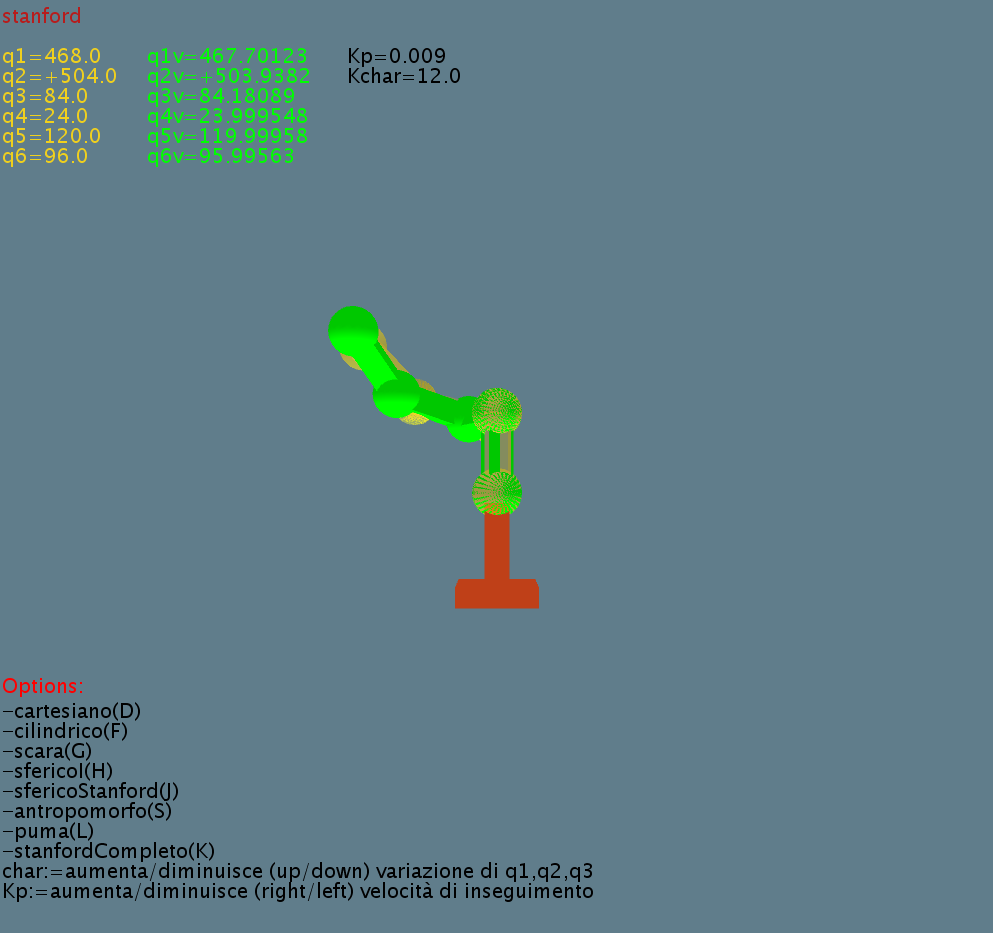 stanford
q1=468.0 q1v=467.70123 Kp=0.009
q2=+504.0 q2v=+503.9382 Kchar=12.0
q3=84.0 q3v=84.18089
q4=24.0 q4v=23.999548
q5=120.0 q5v=119.99958
q6=96.0 q6v=95.99563
Options:
-cartesiano(D)
-cilindrico(F)
-scara(G)
-sfericoI(H)
-sfericoStanford(J)
-antropomorfo(S)
-puma(L)
-stanfordCompleto(K)
char:=aumenta/diminuisce (up/down) variazione di q1,q2,q3
Kp:=aumenta/diminuisce (right/left) velocità di inseguimento